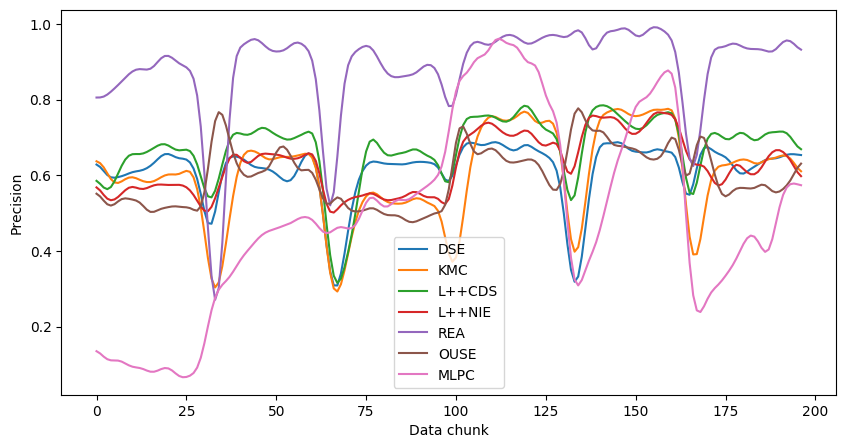 1.0
0.8
0.6
0.4
0.2
Precision
0
25
50
75
100
125
150
175
200
Data chunk
DSE
KMC
L++CDS
L++NIE
REA
OUSE
MLPC